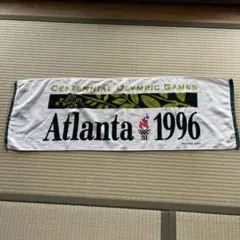 CENTENNIAL OLYMPIC GAMES
Atlanta 1996